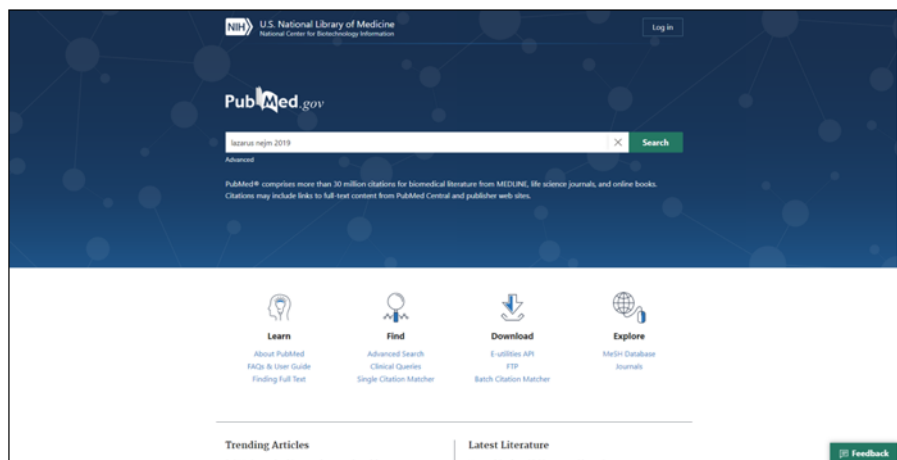 NIH U.S. National Library of Medicine
National Center for Biotechnology Information
Log in
PubMed.gov
lazarus nejm 2019
Search
Advanced
PubMed® comprises more than 30 million citations for biomedical literature from MEDLINE, life science journals, and online books.
Citations may include links to full-text content from PubMed Central and publisher web sites.
Learn
About PubMed
FAQs & User Guide
Finding Full Text
Find
Advanced Search
Clinical Queries
Single Citation Matcher
Download
E-utilities API
FTP
Batch Citation Matcher
Explore
MeSH Database
Journals
Trending Articles
Latest Literature
Feedback